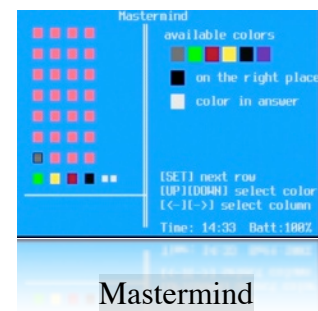 Mastermind
available colors
on the right place
color in answer
[SET] next row
[UP][DOWN] select color
[<-][->] select column
Time: 14:33 Batt:100%
Mastermind